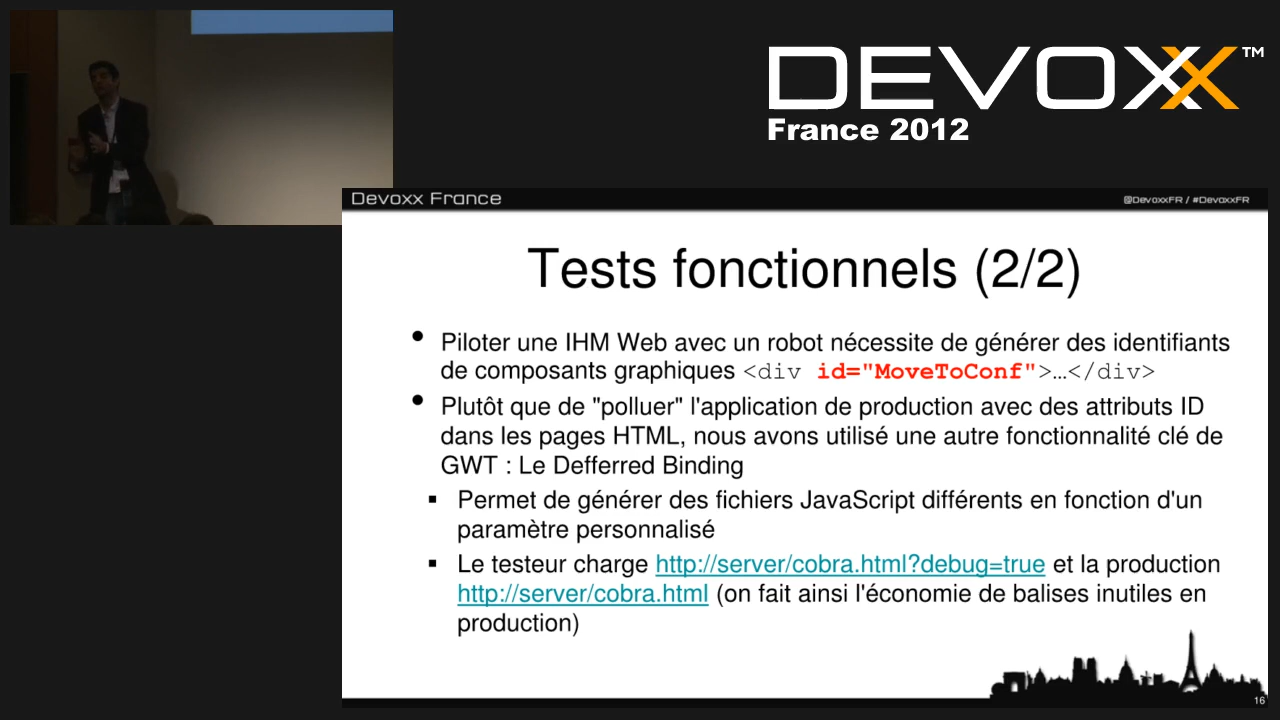 DEVOXX™
France 2012
Devoxx France
@DevoxxFR / #DevoxxFR
Tests fonctionnels (2/2)
• Piloter une IHM Web avec un robot nécessite de générer des identifiants
de composants graphiques <div id="MoveToConf">…</div>
• Plutôt que de "polluer" l'application de production avec des attributs ID
dans les pages HTML, nous avons utilisé une autre fonctionnalité clé de
GWT : Le Defferred Binding
▪ Permet de générer des fichiers JavaScript différents en fonction d'un
paramètre personnalisé
▪ Le testeur charge http://server/cobra.html?debug=true et la production
http://server/cobra.html (on fait ainsi l'économie de balises inutiles en
production)
16